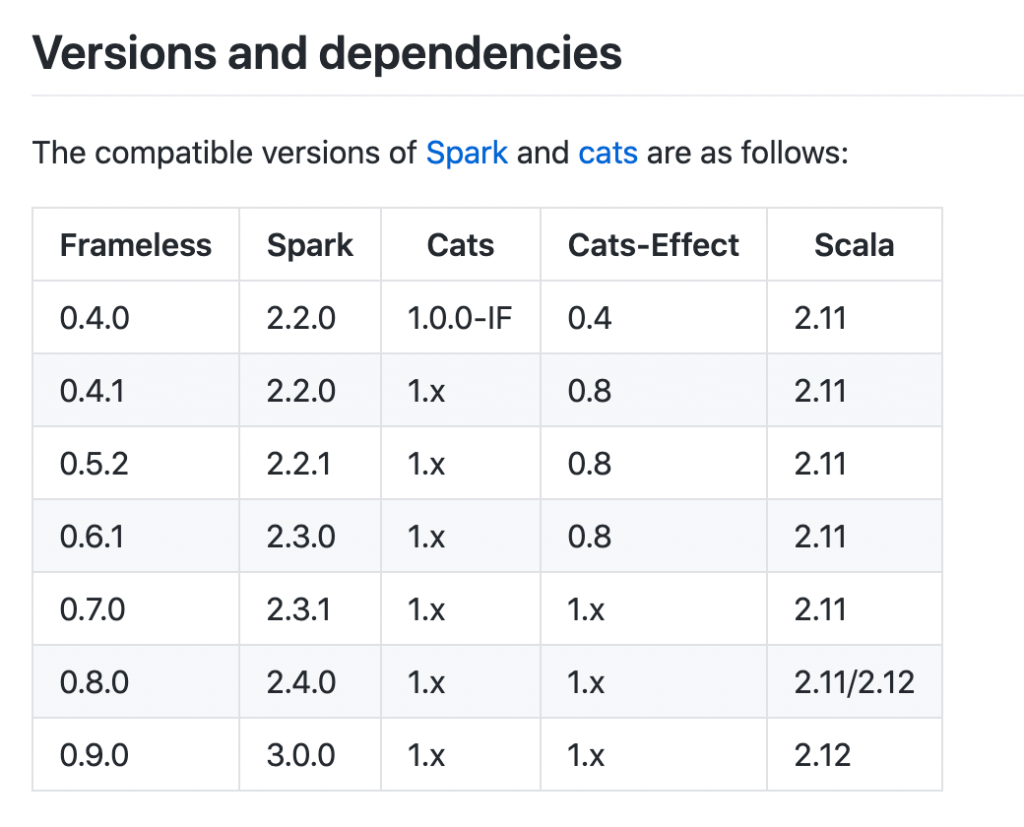 Versions and dependencies
The compatible versions of Spark and cats are as follows:
Frameless Spark Cats Cats-Effect Scala
0.4.0 2.2.0 1.0.0-IF 0.4 2.11
0.4.1 2.2.0 1.x 0.8 2.11
0.5.2 2.2.1 1.x 0.8 2.11
0.6.1 2.3.0 1.x 0.8 2.11
0.7.0 2.3.1 1.x 1.x 2.11
0.8.0 2.4.0 1.x 1.x 2.11/2.12
0.9.0 3.0.0 1.x 1.x 2.12